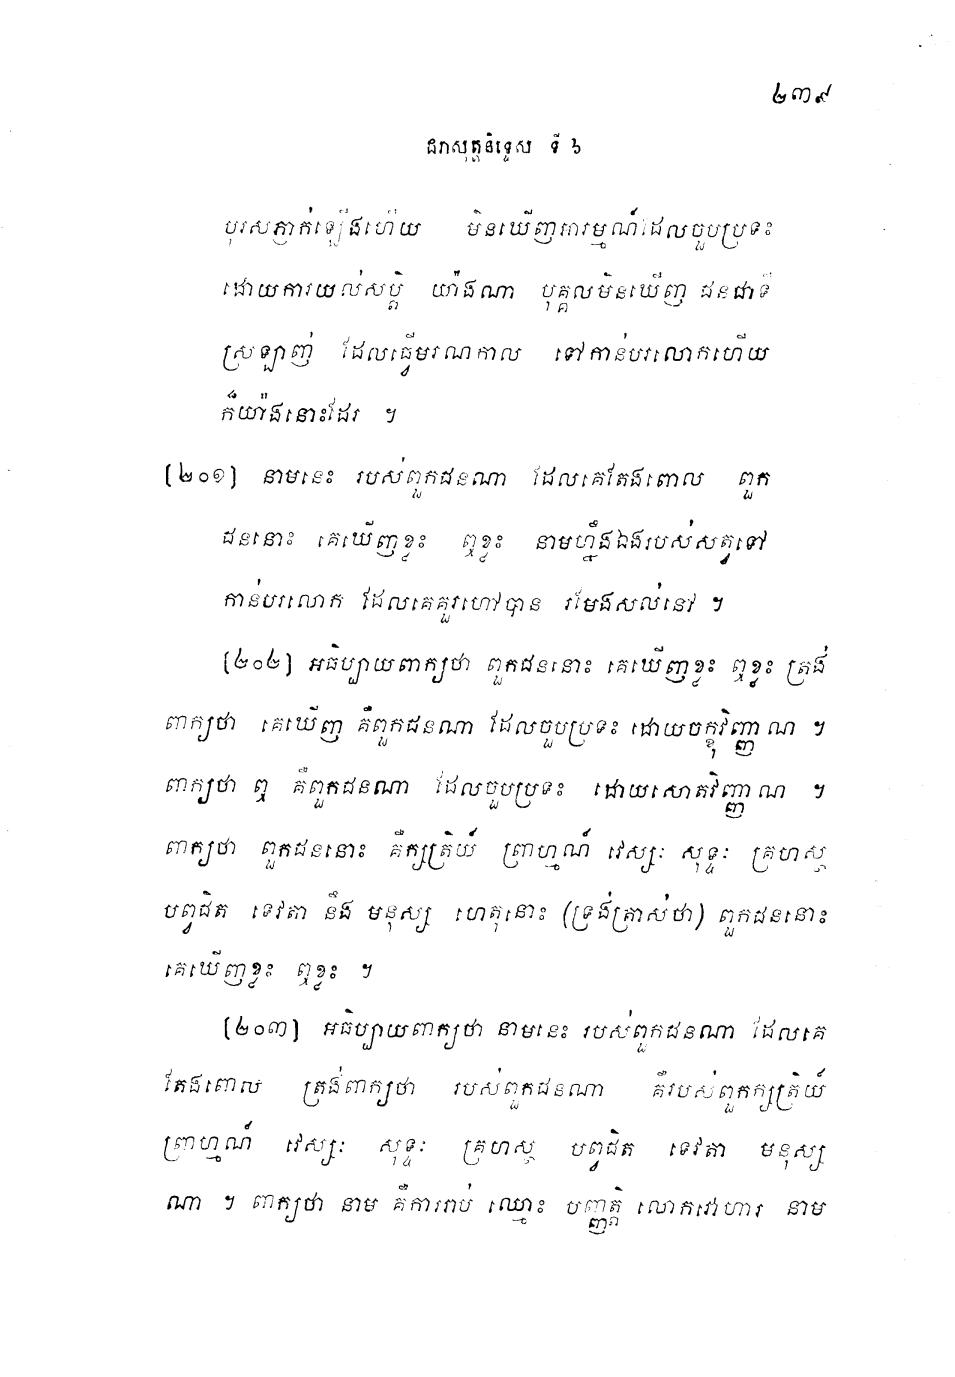 ២៣៩
ជរាសុត្តនិទ្ទេស ទី ៦
បុរសភ្ញាក់ឡើងហើយ មិនឃើញអារម្មណ៍ដែលចួបប្រទះ
ដោយការយល់សប្តិ យ៉ាងណា បុគ្គលមិនឃើញ ជនជាទី
ស្រឡាញ់ ដែលធ្វើមរណកាល ទៅកាន់បរលោកហើយ
ក៏យ៉ាងនោះដែរ ។
[២០១] នាមនេះ របស់ពួកជនណា ដែលគេតែងពោល ពួក
ជននោះ គេឃើញខ្លះ ឮខ្លះ នាមហ្នឹងឯងរបស់សត្វទៅ
កាន់បរលោក ដែលគេគួរហៅបាន រមែងសល់នៅ ។
[២០២] អធិប្បាយពាក្យថា ពួកជននោះ គេឃើញខ្លះ ឮខ្លះ ត្រង់
ពាក្យថា គេឃើញ គឺពួកជនណា ដែលចួបប្រទះ ដោយចក្ខុវិញ្ញាណ ។
ពាក្យថា ឮ គឺពួកជនណា ដែលចួបប្រទះ ដោយសោតវិញ្ញាណ ។
ពាក្យថា ពួកជននោះ គឺក្សត្រិយ៍ ព្រាហ្មណ៍ វេស្សៈ សុទ្ទៈ គ្រហស្ថ
បព្វជិត ទេវតា នឹង មនុស្ស ហេតុនោះ (ទ្រង់ត្រាស់ថា) ពួកជននោះ
គេឃើញខ្លះ ឮខ្លះ ។
[២០៣] អធិប្បាយពាក្យថា នាមនេះ របស់ពួកជនណា ដែលគេ
តែងពោល ត្រង់ពាក្យថា របស់ពួកជនណា គឺរបស់ពួកក្សត្រិយ៍
ព្រាហ្មណ៍ វេស្សៈ សុទ្ទៈ គ្រហស្ថ បព្វជិត ទេវតា មនុស្ស
ណា ។ ពាក្យថា នាម គឺការរាប់ ឈ្មោះ បញ្ញត្តិ លោកវោហារ នាម